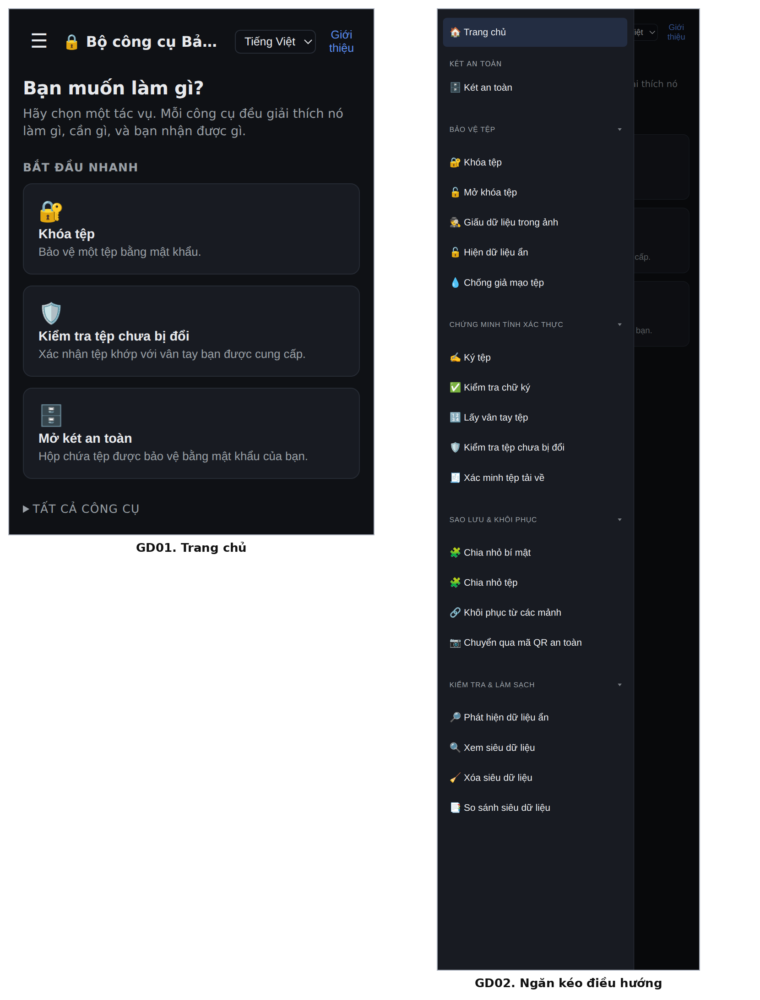 ☰ 🔒 Bộ công cụ Bả... Tiếng Việt Giới thiệu
Bạn muốn làm gì?
Hãy chọn một tác vụ. Mỗi công cụ đều giải thích nó
làm gì, cần gì, và bạn nhận được gì.
BẮT ĐẦU NHANH
Khóa tệp
Bảo vệ một tệp bằng mật khẩu.
Kiểm tra tệp chưa bị đổi
Xác nhận tệp khớp với vân tay bạn được cung cấp.
Mở két an toàn
Hộp chứa tệp được bảo vệ bằng mật khẩu của bạn.
TẤT CẢ CÔNG CỤ
GD01. Trang chủ
Trang chủ
KÉT AN TOÀN
Két an toàn
BẢO VỆ TỆP
Khóa tệp
Mở khóa tệp
Giấu dữ liệu trong ảnh
Hiện dữ liệu ẩn
Chống giả mạo tệp
CHỨNG MINH TÍNH XÁC THỰC
Ký tệp
Kiểm tra chữ ký
Lấy vân tay tệp
Kiểm tra tệp chưa bị đổi
Xác minh tệp tải về
SAO LƯU & KHÔI PHỤC
Chia nhỏ bí mật
Chia nhỏ tệp
Khôi phục từ các mảnh
Chuyển qua mã QR an toàn
KIỂM TRA & LÀM SẠCH
Phát hiện dữ liệu ẩn
Xem siêu dữ liệu
Xóa siêu dữ liệu
So sánh siêu dữ liệu
iệt
Giới
thiệu
ải thích nó
cấp.
bạn.
GD02. Ngăn kéo điều hướng